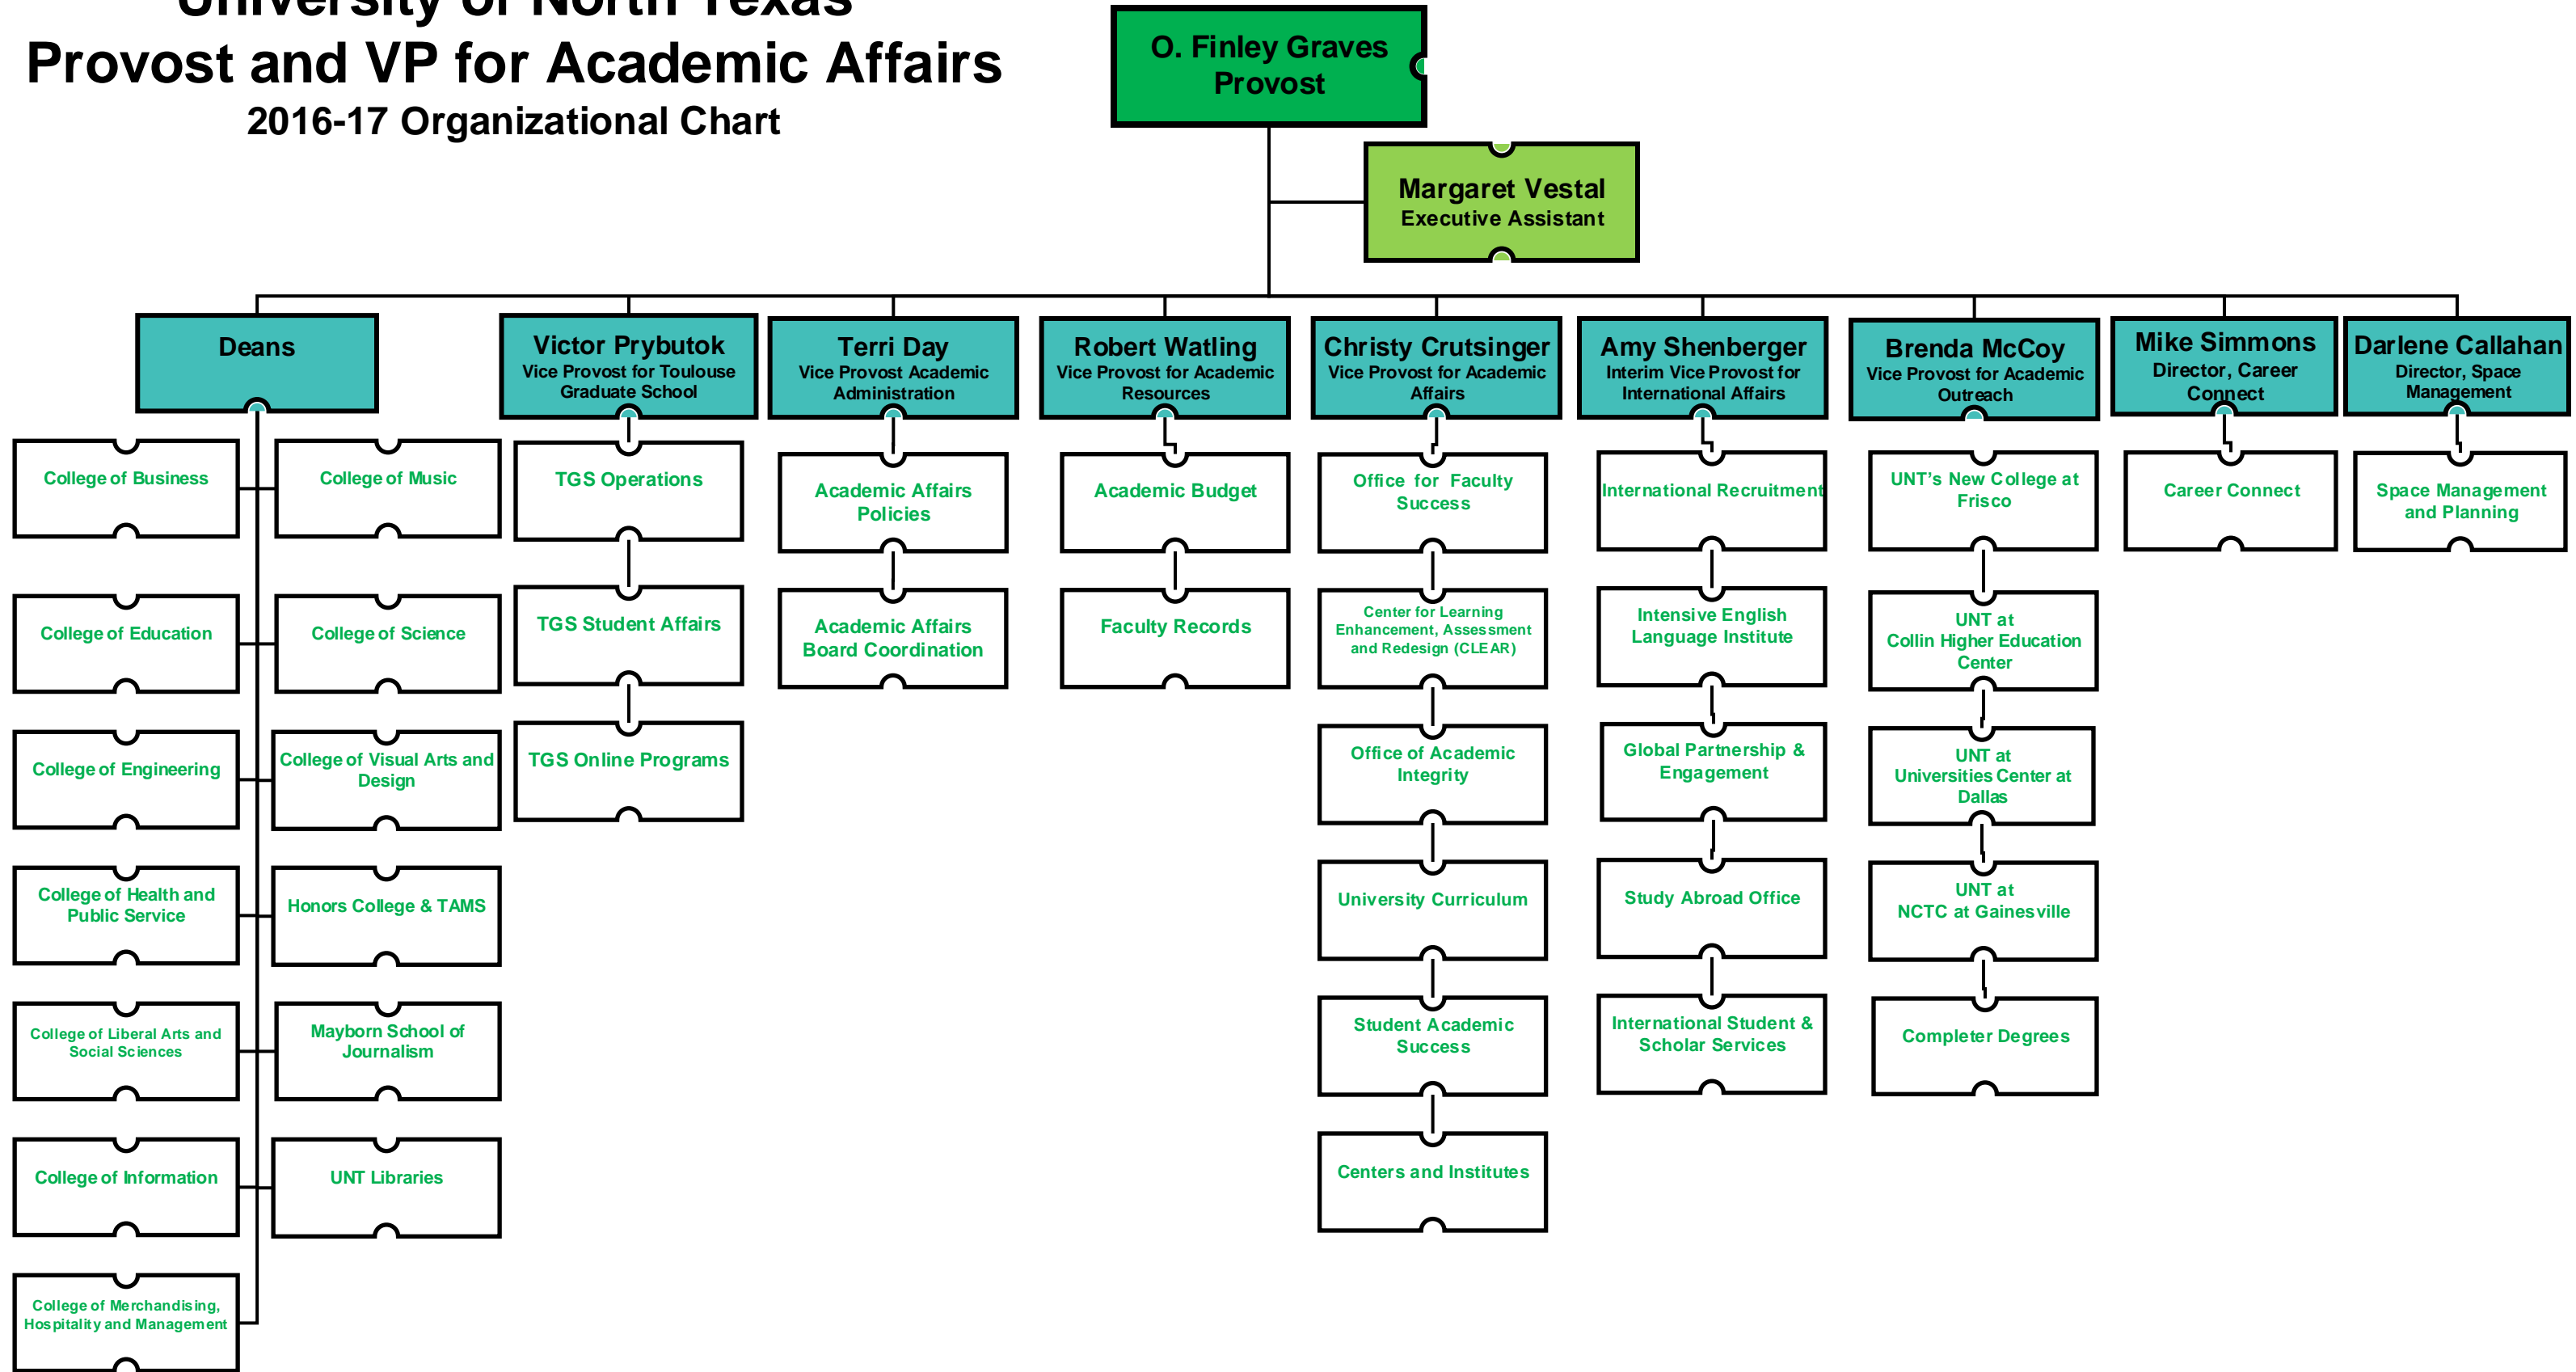 University of North Texas
Provost and VP for Academic Affairs
2016-17 Organizational Chart
O. Finley Graves
Provost
Margaret Vestal
Executive Assistant
Deans
College of Business
College of Music
College of Education
College of Science
College of Engineering
College of Visual Arts and
Design
College of Health and
Public Service
Honors College & TAMS
College of Liberal Arts and
Social Sciences
Mayborn School of
Journalism
College of Information
UNT Libraries
College of Merchandising,
Hospitality and Management
Victor Prybutok
Vice Provost for Toulouse
Graduate School
TGS Operations
TGS Student Affairs
TGS Online Programs
Terri Day
Vice Provost Academic
Administration
Academic Affairs
Policies
Academic Affairs
Board Coordination
Robert Watling
Vice Provost for Academic
Resources
Academic Budget
Faculty Records
Christy Crutsinger
Vice Provost for Academic
Affairs
Office for Faculty
Success
Center for Learning
Enhancement, Assessment
and Redesign (CLEAR)
Office of Academic
Integrity
University Curriculum
Student Academic
Success
Centers and Institutes
Amy Shenberger
Interim Vice Provost for
International Affairs
International Recruitment
Intensive English
Language Institute
Global Partnership &
Engagement
Study Abroad Office
International Student &
Scholar Services
Brenda McCoy
Vice Provost for Academic
Outreach
UNT's New College at
Frisco
UNT at
Collin Higher Education
Center
UNT at
Universities Center at
Dallas
UNT at
NCTC at Gainesville
Completer Degrees
Mike Simmons
Director, Career
Connect
Career Connect
Darlene Callahan
Director, Space
Management
Space Management
and Planning